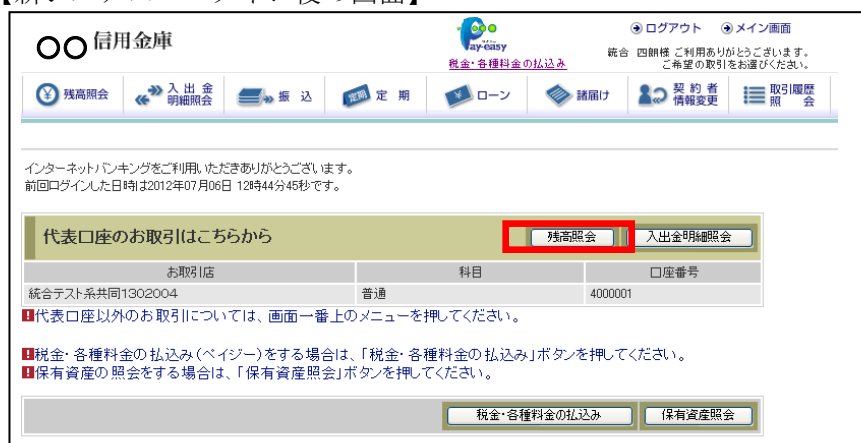 〇〇 信用金庫
Pay-easy
税金・各種料金の払込み
ログアウト メイン画面
統合 四朗様 ご利用ありがとうございます。
ご希望の取引をお選びください。
残高照会 入出金明細照会 振込 定期 定期 ローン 諸届け 契約者情報変更 取引履歴照会
インターネットバンキングをご利用いただきありがとうございます。
前回ログインした日時は2012年07月06日 12時44分45秒です。
代表口座のお取引はこちらから 残高照会 入出金明細照会
お取引店 科目 口座番号
統合テスト系共同1302004 普通 4000001
代表口座以外のお取引については、画面一番上のメニューを押してください。
税金・各種料金の払込み(ペイジー)をする場合は、「税金・各種料金の払込み」ボタンを押してください。
保有資産の照会をする場合は、「保有資産照会」ボタンを押してください。
税金・各種料金の払込み 保有資産照会